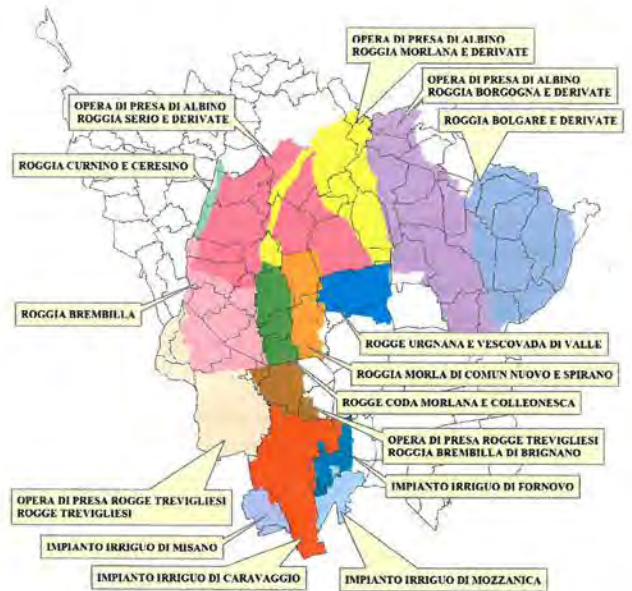 OPERA DI PRESA DI ALBINO
ROGGIA MORLANA E DERIVATE
OPERA DI PRESA DI ALBINO
ROGGIA BORGOGNA E DERIVATE
OPERA DI PRESA DI ALBINO
ROGGIA SERIO E DERIVATE
ROGGIA BOLGARE E DERIVATE
ROGGIA CURNINO E CERESINO
ROGGIA BREMBILLA
ROGGE URGNANA E VESCOVADA DI VALLE
ROGGIA MORLA DI COMUN NUOVO E SPIRANO
ROGGE CODA MORLANA E COLLEONESCA
OPERA DI PRESA ROGGE TREVIGLIESI
ROGGIA BREMBILLA DI BRIGNANO
IMPIANTO IRRIGUO DI FORNOVO
OPERA DI PRESA ROGGE TREVIGLIESI
ROGGE TREVIGLIESI
IMPIANTO IRRIGUO DI MISANO
IMPIANTO IRRIGUO DI CARAVAGGIO
IMPIANTO IRRIGUO DI MOZZANICA